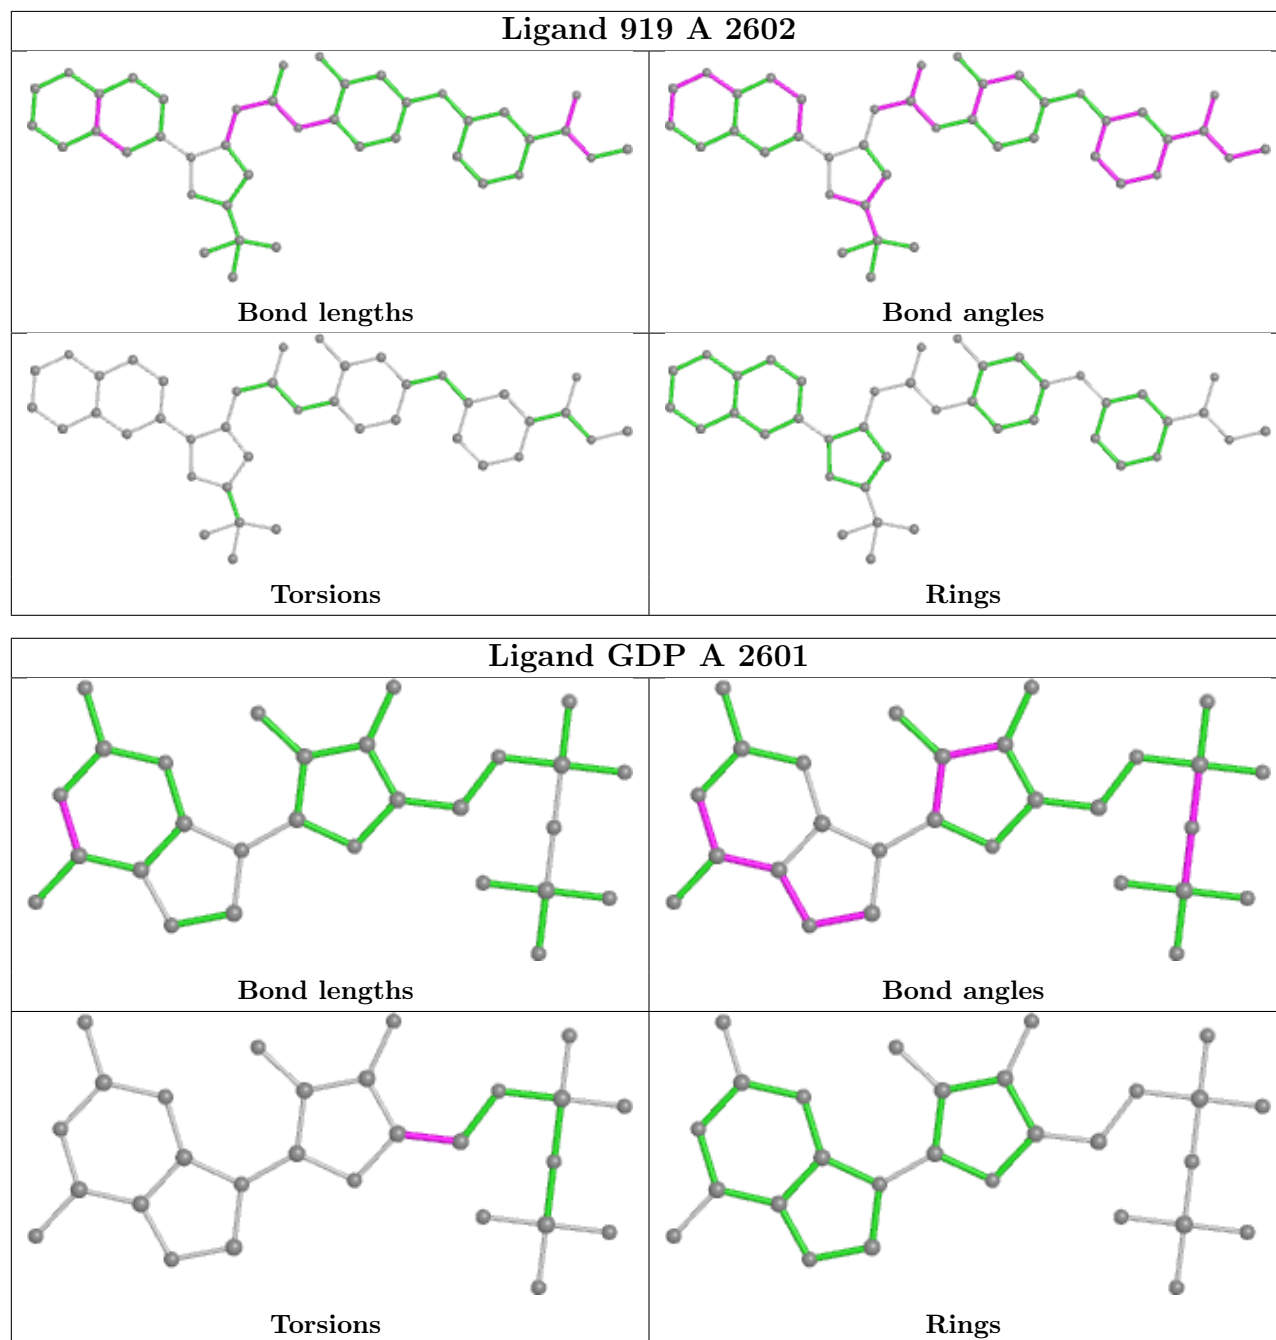 Ligand 919 A 2602
Bond lengths
Bond angles
Torsions
Rings
Ligand GDP A 2601
Bond lengths
Bond angles
Torsions
Rings